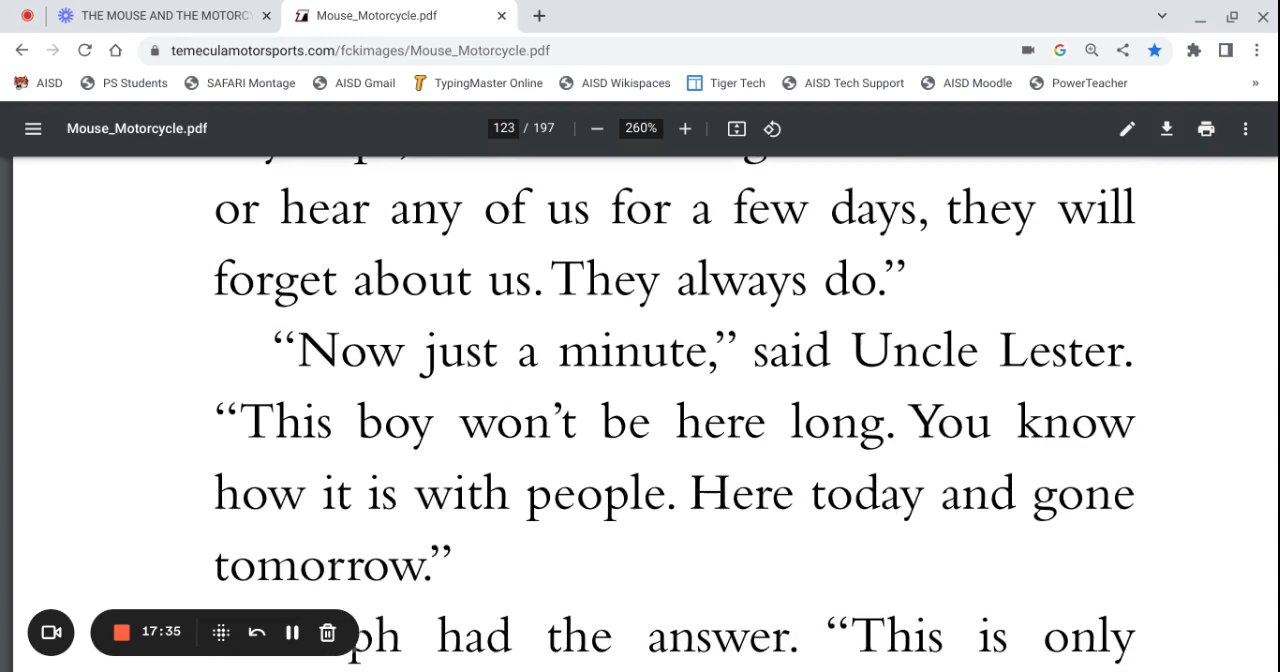 THE MOUSE AND THE MOTORC
Mouse_Motorcycle.pdf
temeculamotorsports.com/fckimages/Mouse_Motorcycle.pdf
AISD PS Students SAFARI Montage AISD Gmail TypingMaster Online AISD Wikispaces Tiger Tech AISD Tech Support AISD Moodle PowerTeacher »
Mouse_Motorcycle.pdf 123 / 197 260%
or hear any of us for a few days, they will
forget about us. They always do.”
“Now just a minute,” said Uncle Lester.
“This boy won’t be here long. You know
how it is with people. Here today and gone
tomorrow.”
ph had the answer. “This is only
17:35